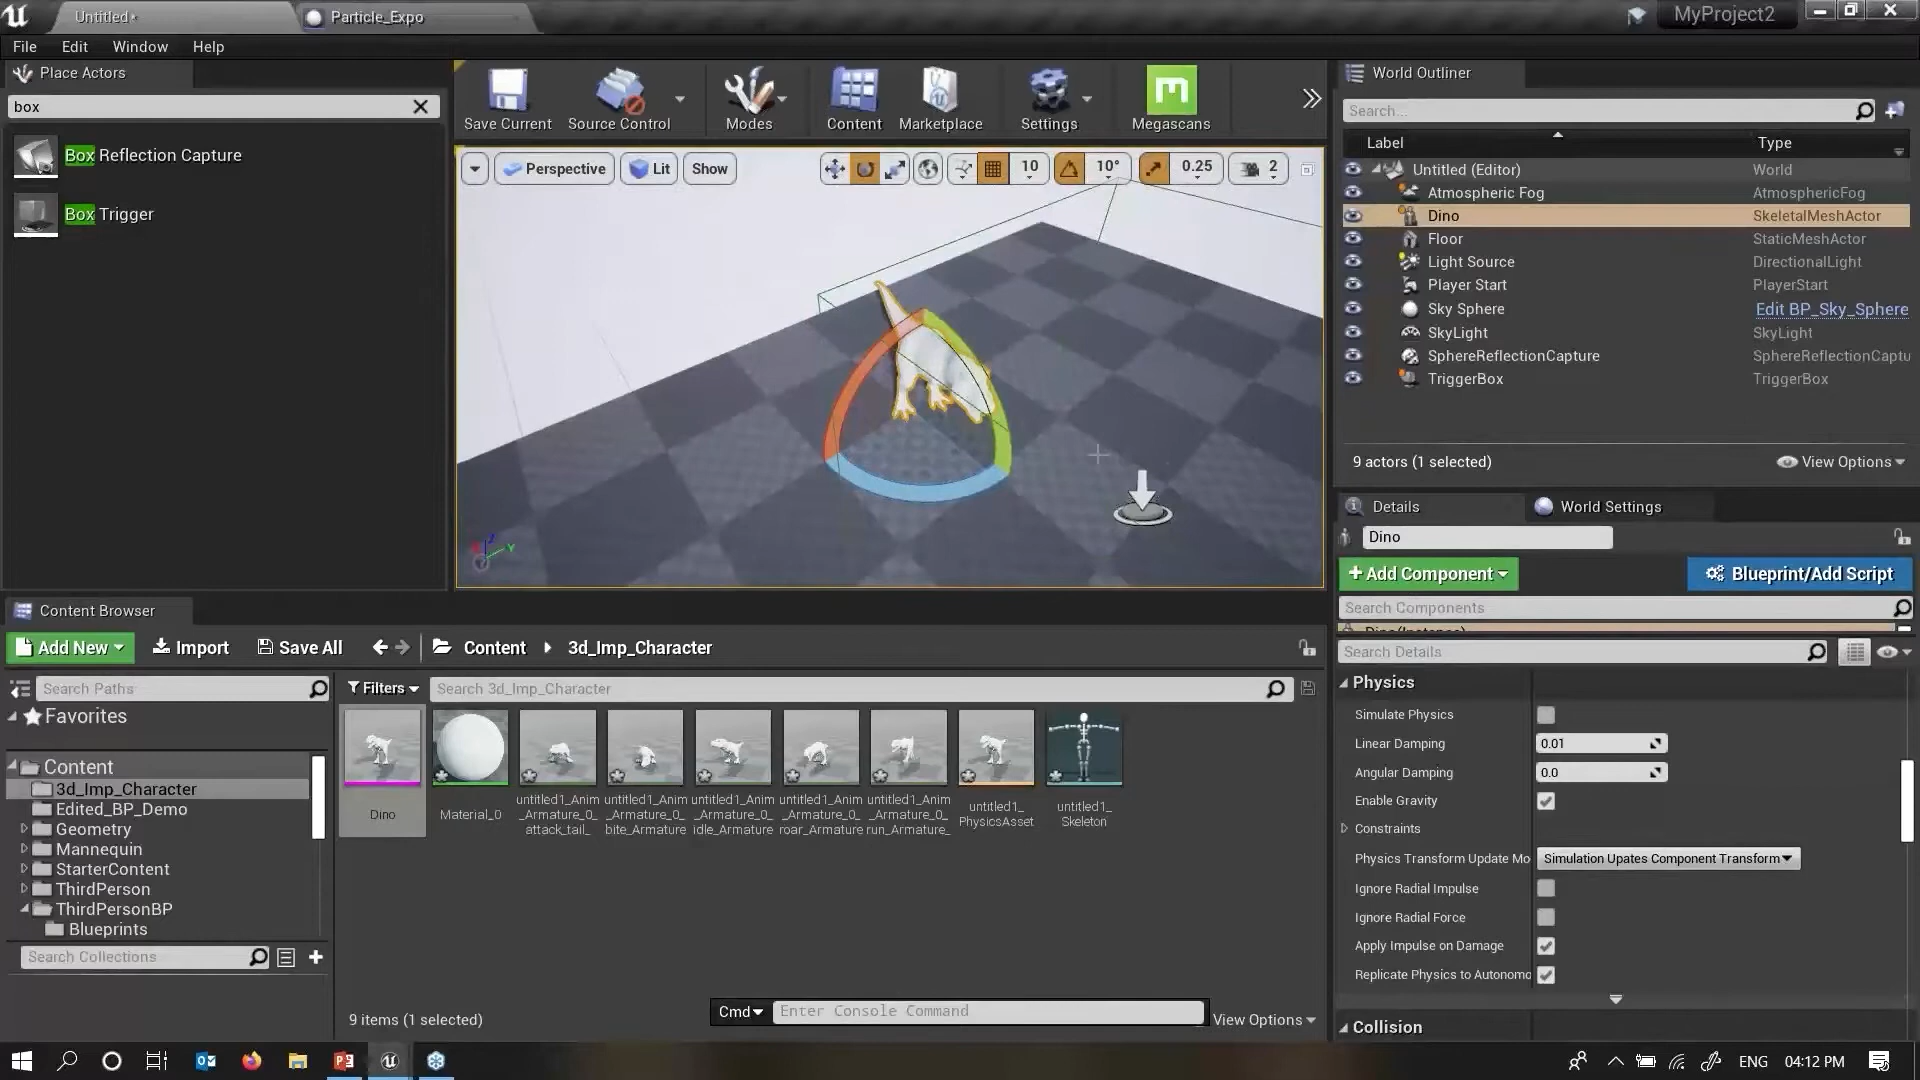 Untitled*
Particle_Expo
MyProject2
File Edit Window Help
Place Actors
box
Box Reflection Capture
Box Trigger
Save Current
Source Control
Modes
Content
Marketplace
Settings
Megascans
Perspective
Lit
Show
10
10°
0.25
2
World Outliner
Search...
Label Type
Untitled (Editor) World
Atmospheric Fog AtmosphericFog
Dino SkeletalMeshActor
Floor StaticMeshActor
Light Source DirectionalLight
Player Start PlayerStart
Sky Sphere Edit BP_Sky_Sphere
SkyLight SkyLight
SphereReflectionCapture SphereReflectionCaptu
TriggerBox TriggerBox
9 actors (1 selected)
View Options
Details
World Settings
Dino
+Add Component
Blueprint/Add Script
Search Components
Dino(Instance)
Search Details
Physics
Simulate Physics
Linear Damping 0.01
Angular Damping 0.0
Enable Gravity
Constraints
Physics Transform Update Mo Simulation Upates Component Transform
Ignore Radial Impulse
Ignore Radial Force
Apply Impulse on Damage
Replicate Physics to Autonomo
Collision
Content Browser
Add New
Import
Save All
Content
3d_Imp_Character
Search Paths
Favorites
Content
3d_Imp_Character
Edited_BP_Demo
Geometry
Mannequin
StarterContent
ThirdPerson
ThirdPersonBP
Blueprints
Search Collections
Filters
Search 3d_Imp_Character
Dino
Material_0
untitled1_Anim
_Armature_0_
attack_tail_
untitled1_Anim
_Armature_0_
bite_Armature
untitled1_Anim
_Armature_0_
idle_Armature
untitled1_Anim
_Armature_0_
roar_Armature
untitled1_Anim
_Armature_0_
run_Armature_
untitled1_
PhysicsAsset
untitled1_
Skeleton
9 items (1 selected)
Cmd
Enter Console Command
View Options
ENG
04:12 PM